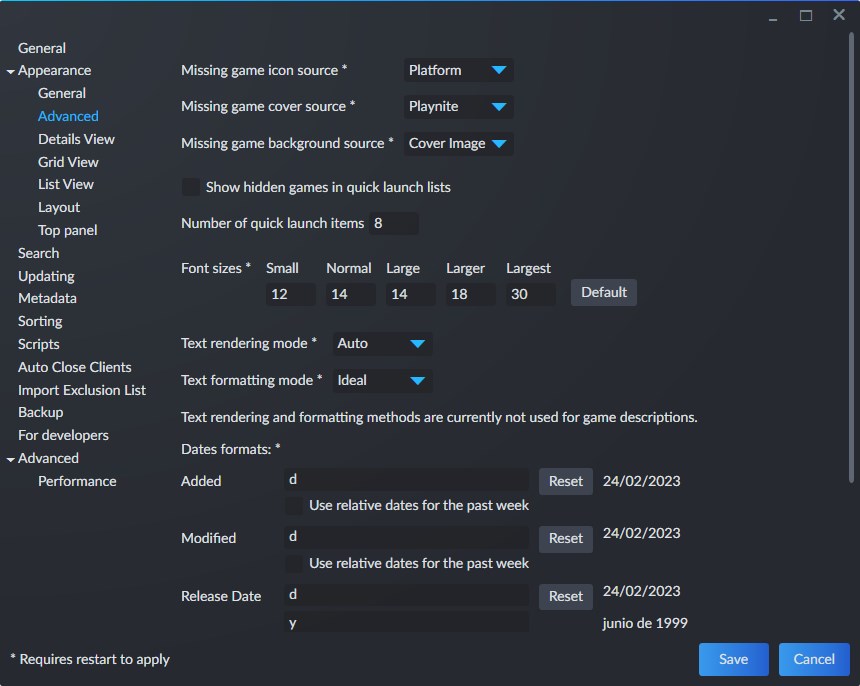 General
Appearance
General
Advanced
Details View
Grid View
List View
Layout
Top panel
Search
Updating
Metadata
Sorting
Scripts
Auto Close Clients
Import Exclusion List
Backup
For developers
Advanced
Performance
Missing game icon source * Platform
Missing game cover source * Playnite
Missing game background source * Cover Image
Show hidden games in quick launch lists
Number of quick launch items 8
Font sizes * Small Normal Large Larger Largest
12 14 14 18 30 Default
Text rendering mode * Auto
Text formatting mode * Ideal
Text rendering and formatting methods are currently not used for game descriptions.
Dates formats: *
Added d Reset 24/02/2023
Use relative dates for the past week
Modified d Reset 24/02/2023
Use relative dates for the past week
Release Date d Reset 24/02/2023
y junio de 1999
* Requires restart to apply Save Cancel